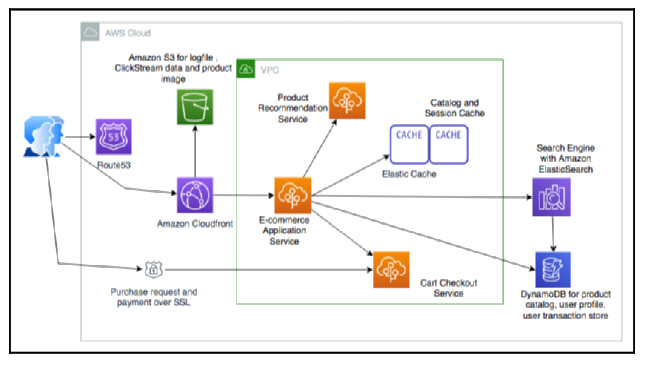 AWS Cloud
Amazon S3 for logfile ,
ClickStream data and product
image
VPC
Product
Recommendation
Service
Catalog and
Session Cache
CACHE CACHE
Elastic Cache
Search Engine
with Amazon
ElasticSearch
53
Route53
Amazon Cloudfront
E-commerce
Application
Service
Purchase request and
payment over SSL
Cart Checkout
Service
DynamoDB for product
catalog, user profile,
user transaction store